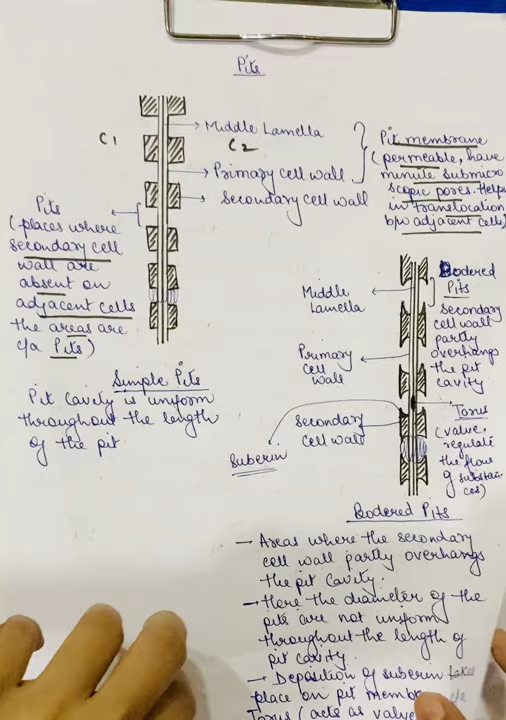 Pits
C1
C2
Middle Lamella
Primary cell wall
Secondary cell wall
Pit membrane
(permeable, have
minute submicro
scopic pores. Helps
in translocation
b/w adjacent cells)
Pits
(places where
secondary cell
wall are
absent on
adjacent cells
the areas are
c/a Pits)
Simple Pits
Pit Cavity is uniform
throughout the length
of the pit
Middle
Lamella
Primary
cell
wall
Secondary
cell wall
Suberin
Bodered
Pits
secondary
cell wall
partly
overhangs
the pit
cavity
Torus
(value,
regulate
the flow
of substan
ces)
Bodered Pits
- Areas where the secondary
cell wall partly overhangs
the pit cavity.
- Here the diameter of the
pits are not uniform
throughout the length of
pit cavity.
- Deposition of suberin takes
place on pit membr c/a
Torus (acts as value